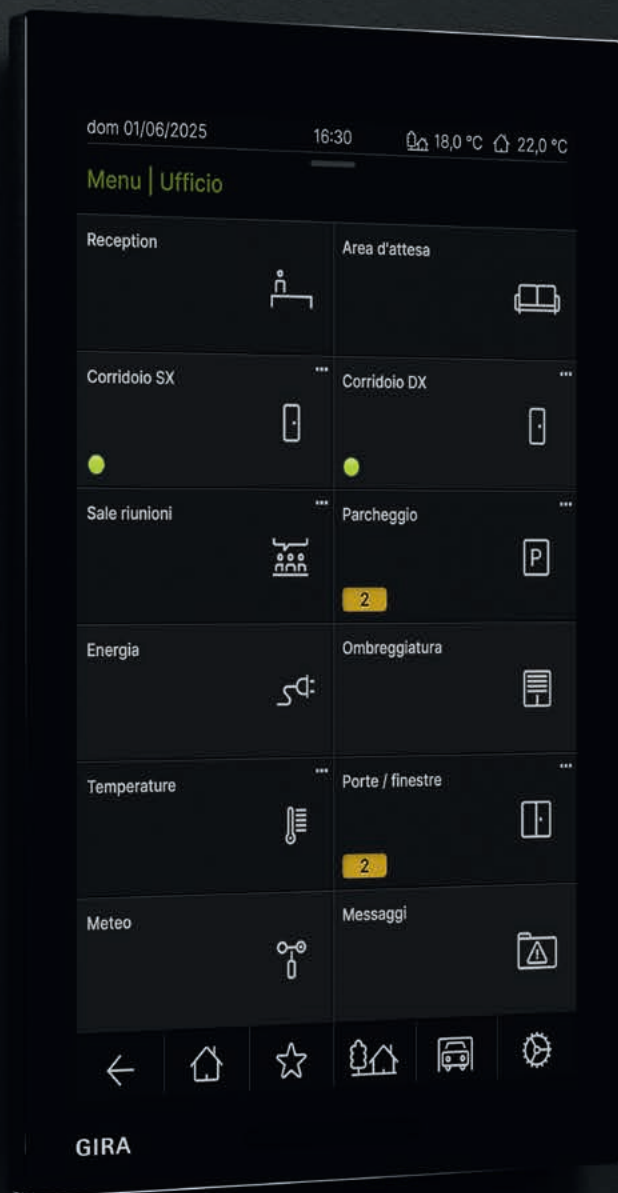 dom 01/06/2025 16:30 18,0 °C 22,0 °C
Menu | Ufficio
Reception
Area d'attesa
Corridoio SX
Corridoio DX
Sale riunioni
Parcheggio
P
2
Energia
Ombreggiatura
Temperature
Porte / finestre
2
Meteo
Messaggi
GIRA